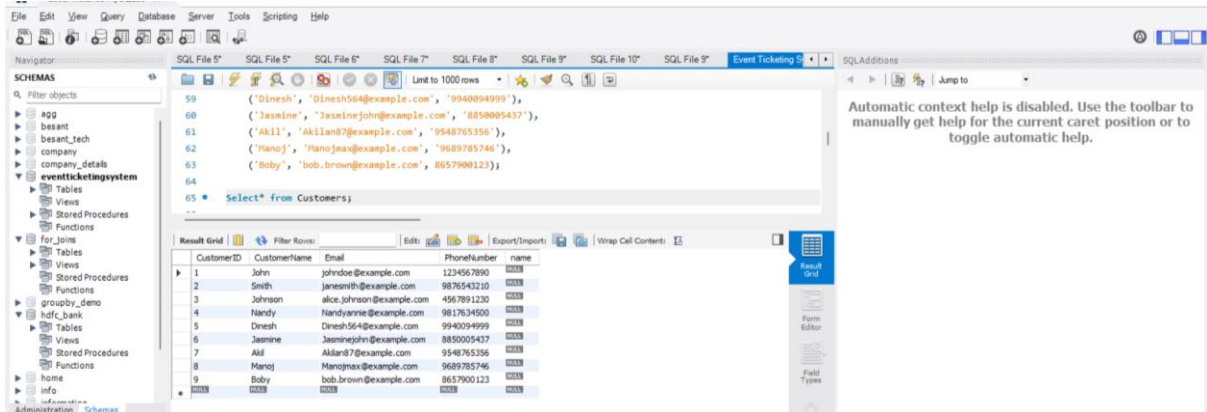 File Edit View Query Database Server Tools Scripting Help
Navigator
SCHEMAS
Filter objects
agg
besant
besant_tech
company
company_details
eventticketingsystem
Tables
Views
Stored Procedures
Functions
for_joins
Tables
Views
Stored Procedures
Functions
groupby_demo
hdfc_bank
Tables
Views
Stored Procedures
Functions
home
info
information
Administration Schemas
SQL File 5* SQL File 5* SQL File 6* SQL File 7* SQL File 8* SQL File 9* SQL File 10* SQL File 9* Event Ticketing S
Limit to 1000 rows
59 ('Dinesh', 'Dinesh564@example.com', '9940094999'),
60 ('Jasmine', 'Jasminejohn@example.com', '8850005437'),
61 ('Akil', 'Akilan87@example.com', '9548765356'),
62 ('Manoj', 'Manojmax@example.com', '9689785746'),
63 ('Boby', 'bob.brown@example.com', 8657900123);
64
65 Select* from Customers;
Result Grid Filter Rows: Edit: Export/Import: Wrap Cell Content:
CustomerID CustomerName Email PhoneNumber name
1 John johndoe@example.com 1234567890 NULL
2 Smith janesmith@example.com 9876543210 NULL
3 Johnson alice.johnson@example.com 4567891230 NULL
4 Nandy Nandyannie@example.com 9817634500 NULL
5 Dinesh Dinesh564@example.com 9940094999 NULL
6 Jasmine Jasminejohn@example.com 8850005437 NULL
7 Akil Akilan87@example.com 9548765356 NULL
8 Manoj Manojmax@example.com 9689785746 NULL
9 Boby bob.brown@example.com 8657900123 NULL
NULL NULL NULL NULL NULL
Result
Grid
Form
Editor
Field
Types
SQLAdditions
Jump to
Automatic context help is disabled. Use the toolbar to
manually get help for the current caret position or to
toggle automatic help.